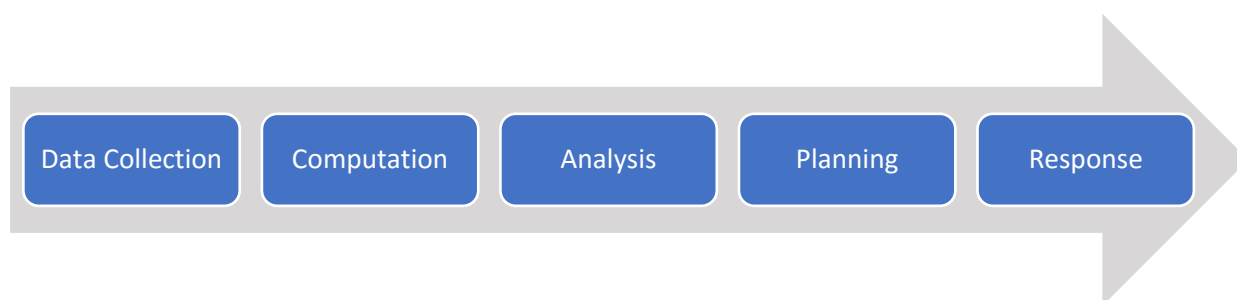 Data Collection
Computation
Analysis
Planning
Response